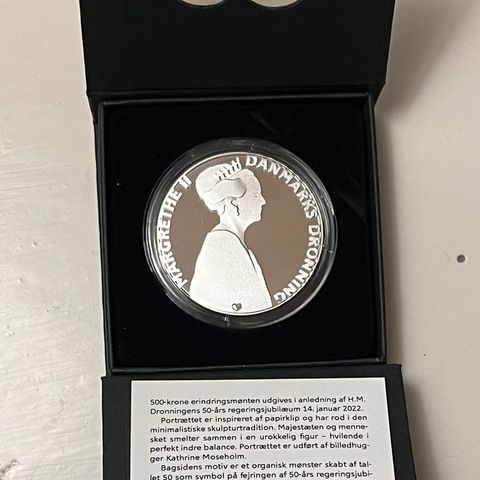 MARGRETHE II DANMARKS DRONNING
500-krone erindringsmønten udgives i anledning af H.M.
Dronningens 50-års regeringsjubilæum 14. januar 2022.
Portrættet er inspireret af papirklip og har rod i den
minimalistiske skulpturtradition. Majestæten og menne-
sket smelter sammen i en urokkelig figur – hvilende i
perfekt indre balance. Portrættet er udført af billedhug-
ger Kathrine Moseholm.
Bagsidens motiv er et organisk mønster skabt af tal-
let 50 som symbol på fejringen af 50-års regeringsjubi-